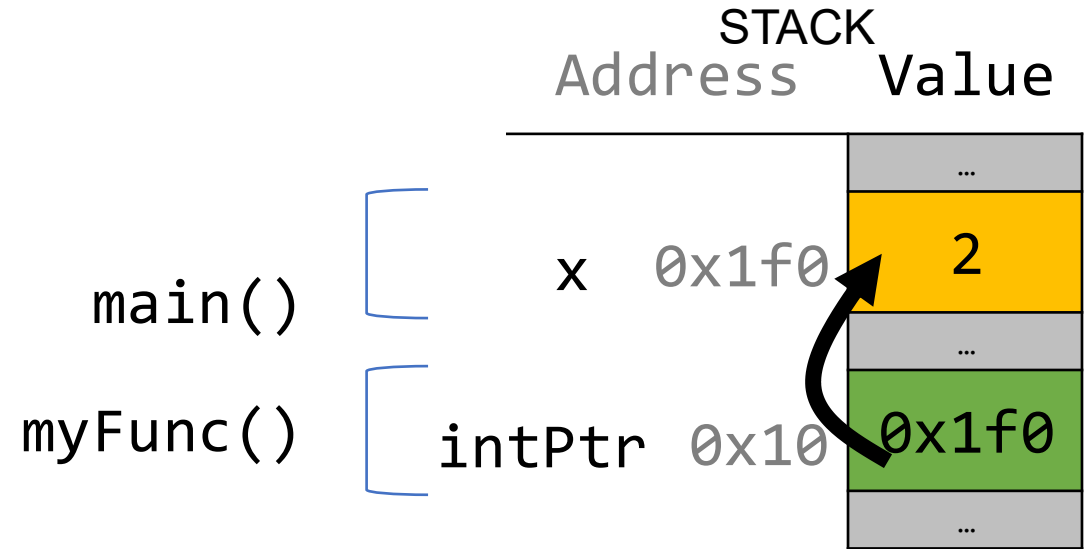 STACK
Address Value
…
x 0x1f0 2
main()
…
myFunc() intPtr 0x10 0x1f0
…